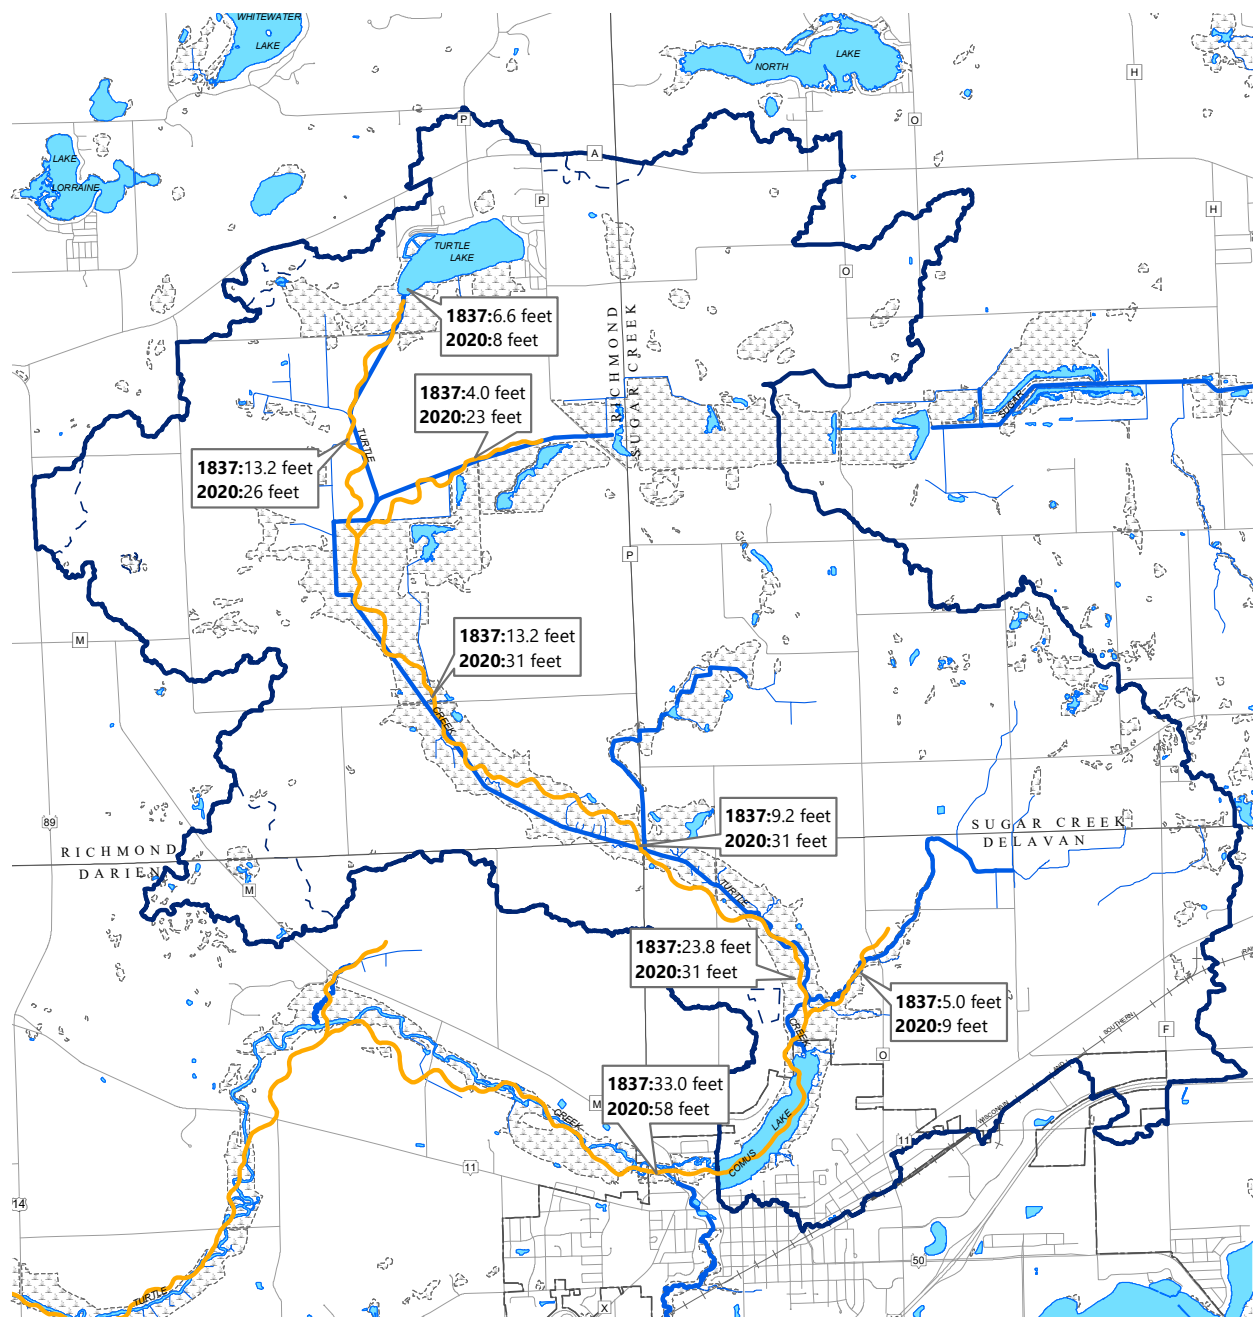 WHITEWATER
LAKE
NORTH
LAKE
H
O
P
A
LAKE
LORRAINE
P
H
TURTLE
LAKE
O
1837:6.6 feet
2020:8 feet
RICHMOND
SUGAR CREEK
1837:4.0 feet
2020:23 feet
SUGAR
TURTLE
1837:13.2 feet
2020:26 feet
P
M
1837:13.2 feet
2020:31 feet
CREEK
1837:9.2 feet
2020:31 feet
89
SUGAR CREEK
DELAVAN
RICHMOND
DARIEN
M
TURTLE
1837:23.8 feet
2020:31 feet
1837:5.0 feet
2020:9 feet
SOUTHERN
F
CREEK
O
AND
1837:33.0 feet
2020:58 feet
M
CREEK
WISCONSIN
LAKE
COMUS
11
11
14
50
TURTLE
X